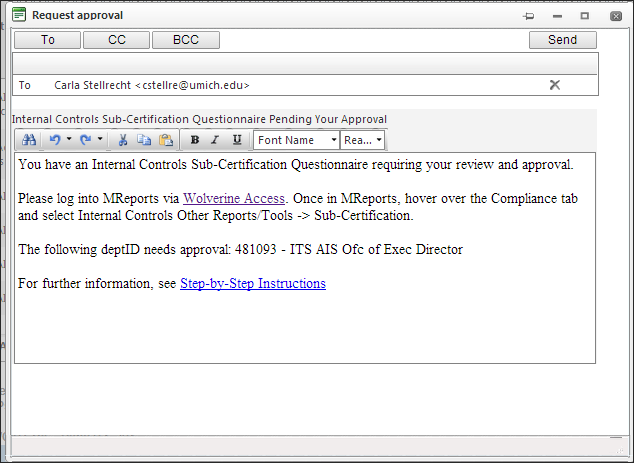 Request approval
To CC BCC Send
To Carla Stellrecht <cstellre@umich.edu>
Internal Controls Sub-Certification Questionnaire Pending Your Approval
B I U Font Name Rea...
You have an Internal Controls Sub-Certification Questionnaire requiring your review and approval.
Please log into MReports via Wolverine Access. Once in MReports, hover over the Compliance tab
and select Internal Controls Other Reports/Tools -> Sub-Certification.
The following deptID needs approval: 481093 - ITS AIS Ofc of Exec Director
For further information, see Step-by-Step Instructions